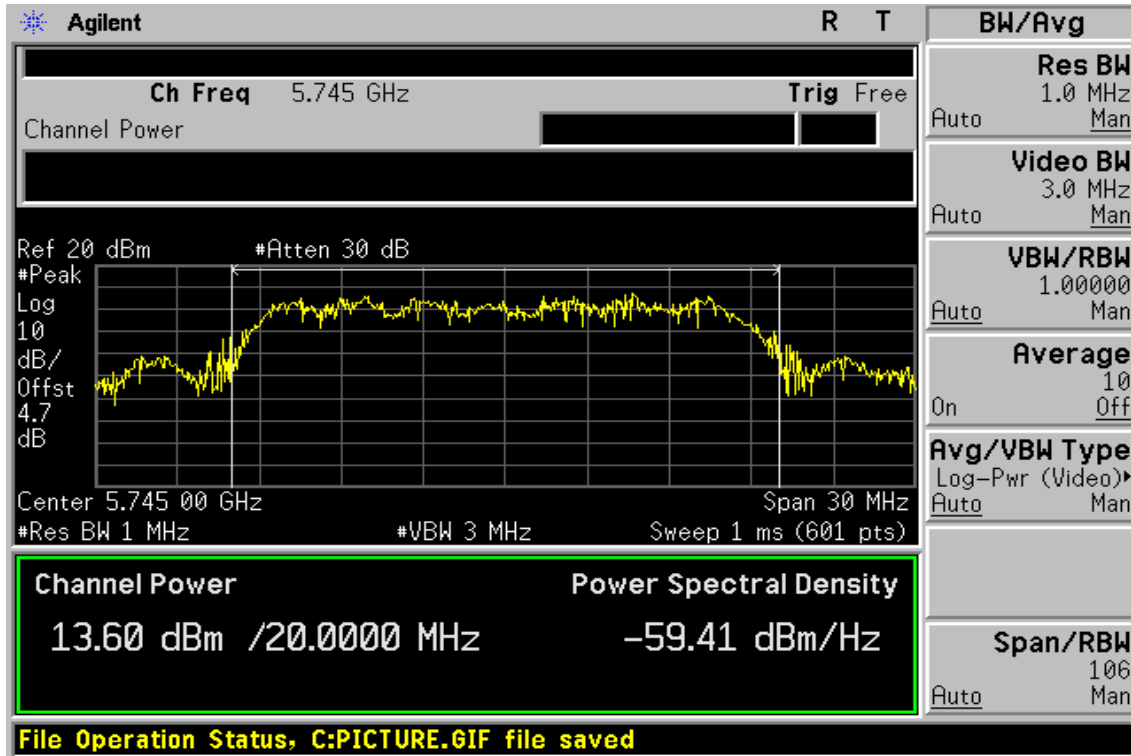 Agilent R T
Ch Freq 5.745 GHz Trig Free
Channel Power
Ref 20 dBm #Atten 30 dB
#Peak
Log
10
dB/
Offst
4.7
dB
Center 5.745 00 GHz Span 30 MHz
#Res BW 1 MHz #VBW 3 MHz Sweep 1 ms (601 pts)
Channel Power Power Spectral Density
13.60 dBm /20.0000 MHz -59.41 dBm/Hz
File Operation Status, C:PICTURE.GIF file saved
BW/Avg
Res BW
1.0 MHz
Auto Man
Video BW
3.0 MHz
Auto Man
VBW/RBW
1.00000
Auto Man
Average
10
On Off
Avg/VBW Type
Log-Pwr (Video)▸
Auto Man
Span/RBW
106
Auto Man